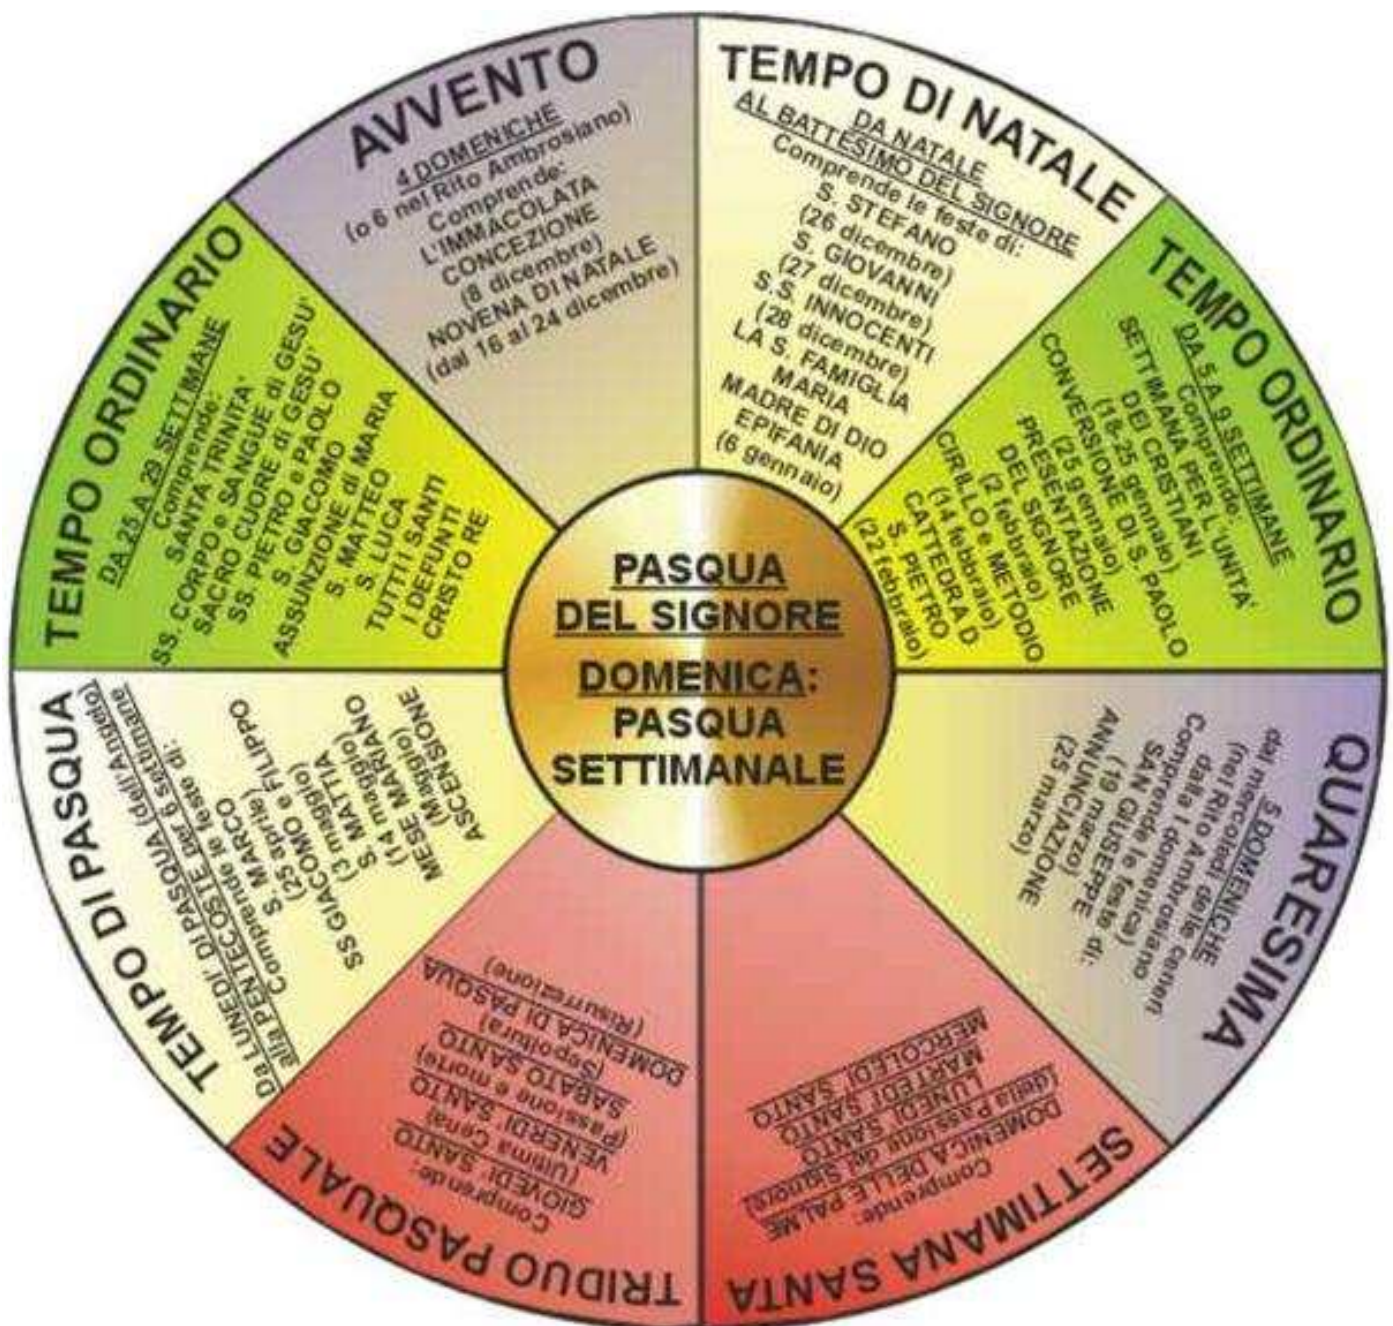 AVVENTO
4 DOMENICHE
(o 6 nel Rito Ambrosiano)
Comprende:
L'IMMACOLATA
CONCEZIONE
(8 dicembre)
NOVENA DI NATALE
(dal 16 al 24 dicembre)
TEMPO DI NATALE
DA NATALE
AL BATTESIMO DEL SIGNORE
Comprende le feste di:
S. STEFANO
(26 dicembre)
S. GIOVANNI
(27 dicembre)
S.S. INNOCENTI
(28 dicembre)
LA S. FAMIGLIA
MARIA
MADRE DI DIO
EPIFANIA
(6 gennaio)
TEMPO ORDINARIO
DA 5 A 9 SETTIMANE
Comprende:
SETTIMANA PER L'UNITA'
DEI CRISTIANI
(18-25 gennaio)
CONVERSIONE DI S. PAOLO
(25 gennaio)
PRESENTAZIONE
DEL SIGNORE
(2 febbraio)
CIRILLO e METODIO
(14 febbraio)
CATTEDRA D
S. PIETRO
(22 febbraio)
QUARESIMA
5 DOMENICHE
dal mercoledì delle ceneri
(nel Rito Ambrosiano
dalla I domenica)
Comprende le feste di:
SAN GIUSEPPE
(19 marzo)
ANNUNCIAZIONE
(25 marzo)
SETTIMANA SANTA
Comprende:
DOMENICA DELLE PALME
(della Passione del Signore)
LUNEDI' SANTO
MARTEDI' SANTO
MERCOLEDI' SANTO
TRIDUO PASQUALE
Comprende:
GIOVEDI' SANTO
(Ultima Cena)
VENERDI' SANTO
(Passione e morte)
SABATO SANTO
(Sepoltura)
DOMENICA DI PASQUA
(Risurrezione)
TEMPO DI PASQUA
Da LUNEDI' DI PASQUA (dell'Angelo)
alla PENTECOSTE per 6 settimane
Comprende le feste di:
S. MARCO
(25 aprile)
SS GIACOMO e FILIPPO
(3 maggio)
S. MATTIA
(14 maggio)
MESE MARIANO
(Maggio)
ASCENSIONE
TEMPO ORDINARIO
DA 25 A 29 SETTIMANE
Comprende:
SANTA TRINITA'
SS. CORPO e SANGUE di GESU'
SACRO CUORE di GESU'
SS. PIETRO e PAOLO
S. GIACOMO
ASSUNZIONE di MARIA
S. MATTEO
S. LUCA
TUTTI I SANTI
I DEFUNTI
CRISTO RE
PASQUA
DEL SIGNORE
DOMENICA:
PASQUA
SETTIMANALE